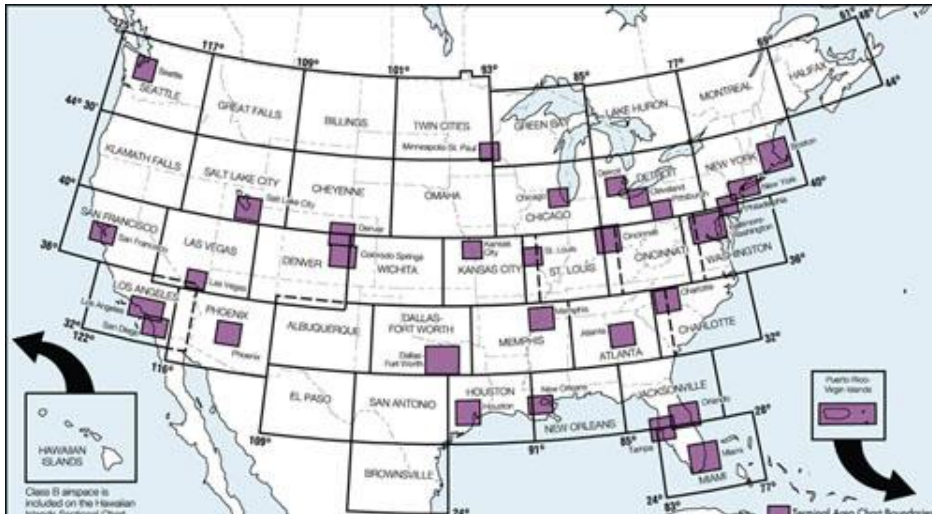 125°
117°
109°
101°
93°
85°
77°
69°
61°
48°
44°
44° 30'
40°
36°
32°
122°
116°
109°
91°
85°
83°
24°
24°
77°
28°
32°
36°
40°
Seattle
SEATTLE
GREAT FALLS
BILLINGS
TWIN CITIES
Minneapolis-St. Paul
GREEN BAY
LAKE HURON
MONTREAL
HALIFAX
KLAMATH FALLS
SALT LAKE CITY
Salt Lake City
CHEYENNE
OMAHA
Chicago
CHICAGO
Detroit
DETROIT
Cleveland
Pittsburgh
NEW YORK
Boston
New York
Philadelphia
Baltimore-
Washington
SAN FRANCISCO
San Francisco
LAS VEGAS
Las Vegas
DENVER
Denver
Colorado Springs
WICHITA
Kansas
City
KANSAS CITY
St. Louis
ST. LOUIS
Cincinnati
CINCINNATI
WASHINGTON
LOS ANGELES
Los Angeles
San Diego
PHOENIX
Phoenix
ALBUQUERQUE
DALLAS-
FORT WORTH
Dallas
Fort Worth
Memphis
MEMPHIS
Atlanta
ATLANTA
Charlotte
CHARLOTTE
EL PASO
SAN ANTONIO
HOUSTON
Houston
New Orleans
NEW ORLEANS
JACKSONVILLE
Orlando
Tampa
Miami
MIAMI
BROWNSVILLE
HAWAIIAN
ISLANDS
Class B airspace is
included on the Hawaiian
Islands Sectional Chart
Puerto Rico-
Virgin Islands
Terminal Area Chart Boundaries